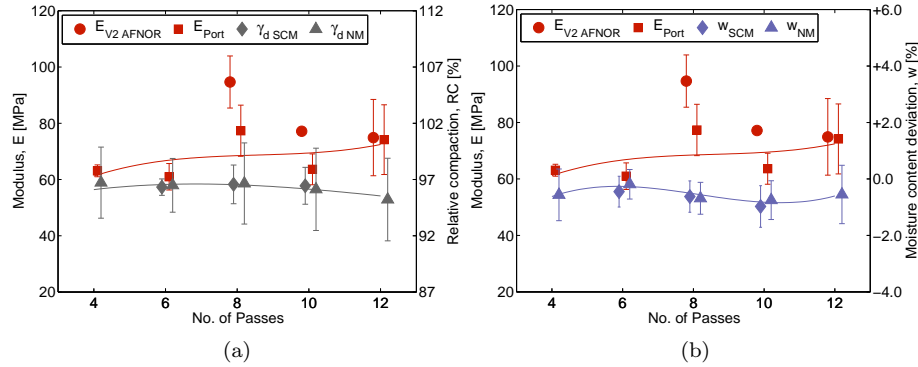 E_V2 AFNOR E_Port γ_d SCM γ_d NM
120
100
80
60
40
20
Modulus, E [MPa]
4 6 8 10 12
No. of Passes
112
107
102
97
92
87
Relative compaction, RC [%]
(a)
E_V2 AFNOR E_Port w_SCM w_NM
120
100
80
60
40
20
Modulus, E [MPa]
4 6 8 10 12
No. of Passes
+6.0
+4.0
+2.0
0.0
−2.0
−4.0
Moisture content deviation, w [%]
(b)